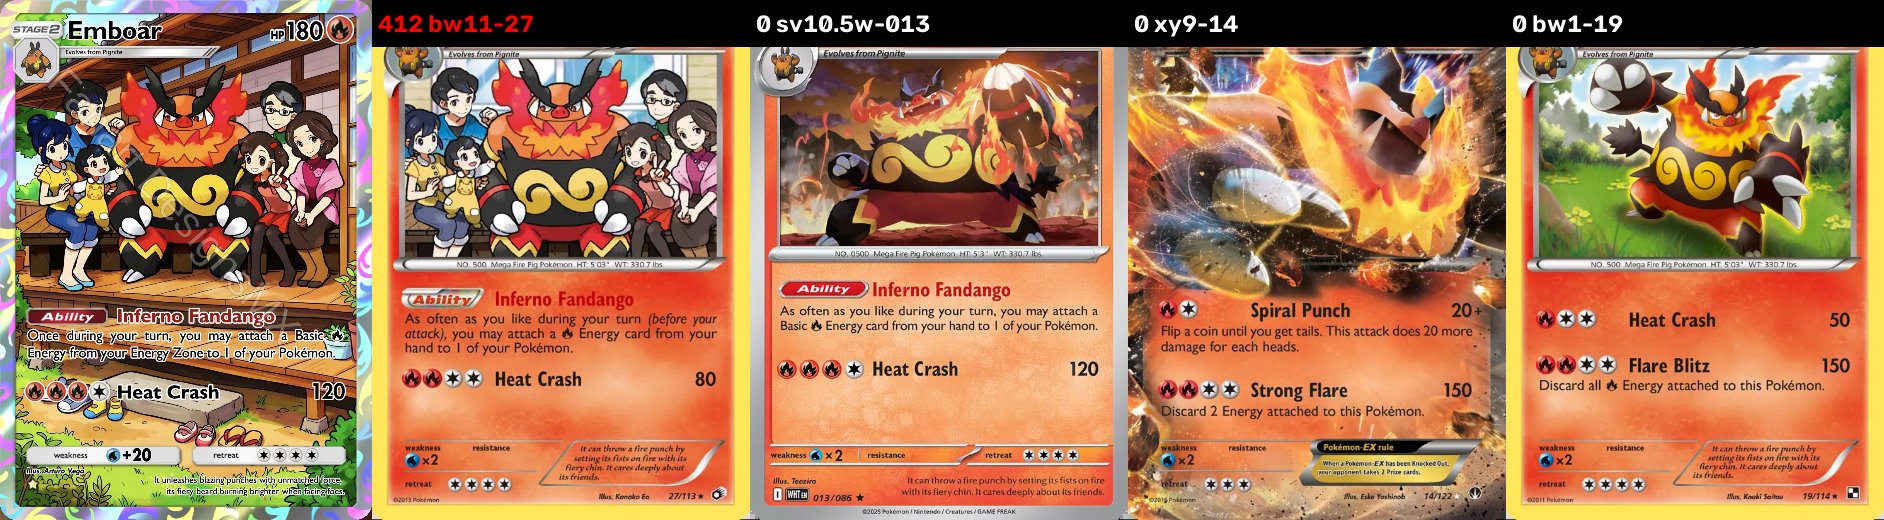 STAGE2 Emboar HP180
Evolves from Pignite
Ability Inferno Fandango
Once during your turn, you may attach a Basic
Energy from your Energy Zone to 1 of your Pokémon.
Heat Crash 120
weakness +20 retreat
Illus. Arturo Vega
It unleashes blazing punches with unmatched force,
its fiery beard burning brighter when facing foes.
412 bw11-27
Evolves from Pignite
NO. 500 Mega Fire Pig Pokémon HT: 5'03" WT: 330.7 lbs.
Ability Inferno Fandango
As often as you like during your turn (before your
attack), you may attach a Energy card from your
hand to 1 of your Pokémon.
Heat Crash 80
weakness resistance
×2
retreat
It can throw a fire punch by
setting its fists on fire with its
fiery chin. It cares deeply about
its friends.
©2013 Pokémon Illus. Kanako Eo 27/113 ★
0 sv10.5w-013
Evolves from Pignite
NO. 0500 Mega Fire Pig Pokémon HT: 5'3" WT: 330.7 lbs.
Ability Inferno Fandango
As often as you like during your turn, you may attach a
Basic Energy card from your hand to 1 of your Pokémon.
Heat Crash 120
weakness ×2 resistance retreat
Illus. Teeziro
I WHT EN 013/086 ★
It can throw a fire punch by setting its fists on fire
with its fiery chin. It cares deeply about its friends.
©2025 Pokémon / Nintendo / Creatures / GAME FREAK
0 xy9-14
Spiral Punch 20+
Flip a coin until you get tails. This attack does 20 more
damage for each heads.
Strong Flare 150
Discard 2 Energy attached to this Pokémon.
weakness resistance
×2
retreat
Pokémon-EX rule
When a Pokémon-EX has been Knocked Out,
your opponent takes 2 Prize cards.
©2016 Pokémon Illus. Eske Yoshinob 14/122 ★
0 bw1-19
Evolves from Pignite
NO. 500 Mega Fire Pig Pokémon HT: 5'03" WT: 330.7 lbs.
Heat Crash 50
Flare Blitz 150
Discard all Energy attached to this Pokémon.
weakness resistance
×2
retreat
It can throw a fire punch by
setting its fists on fire with its
fiery chin. It cares deeply about
its friends.
©2011 Pokémon Illus. Kouki Saitou 19/114 ★